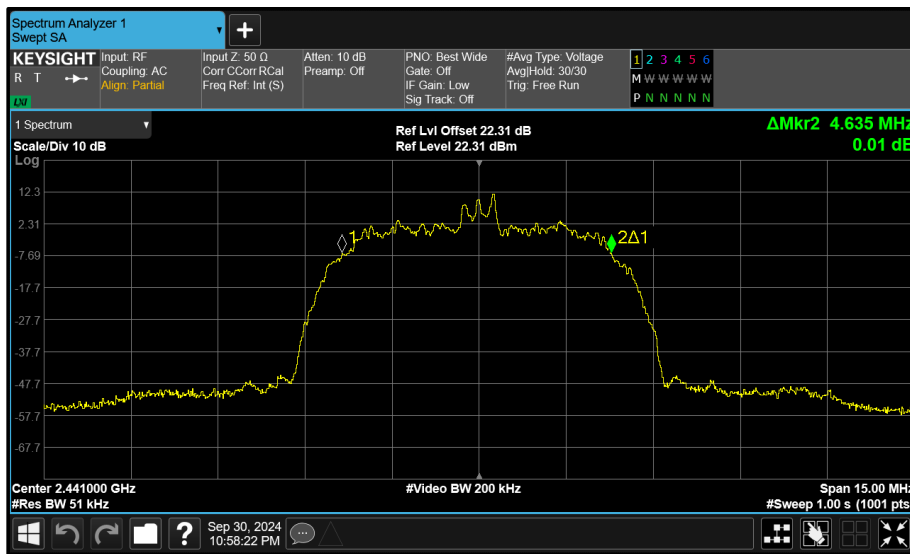 Spectrum Analyzer 1
Swept SA
KEYSIGHT
R T
LXI
Input: RF
Coupling: AC
Align: Partial
Input Z: 50 Ω
Corr CCorr RCal
Freq Ref: Int (S)
Atten: 10 dB
Preamp: Off
PNO: Best Wide
Gate: Off
IF Gain: Low
Sig Track: Off
#Avg Type: Voltage
Avg|Hold: 30/30
Trig: Free Run
1 2 3 4 5 6
M W W W W W
P N N N N N
1 Spectrum
Scale/Div 10 dB
Log
Ref Lvl Offset 22.31 dB
Ref Level 22.31 dBm
ΔMkr2 4.635 MHz
0.01 dB
12.3
2.31
-7.69
-17.7
-27.7
-37.7
-47.7
-57.7
-67.7
1
2Δ1
Center 2.441000 GHz
#Res BW 51 kHz
#Video BW 200 kHz
Span 15.00 MHz
#Sweep 1.00 s (1001 pts
?
Sep 30, 2024
10:58:22 PM